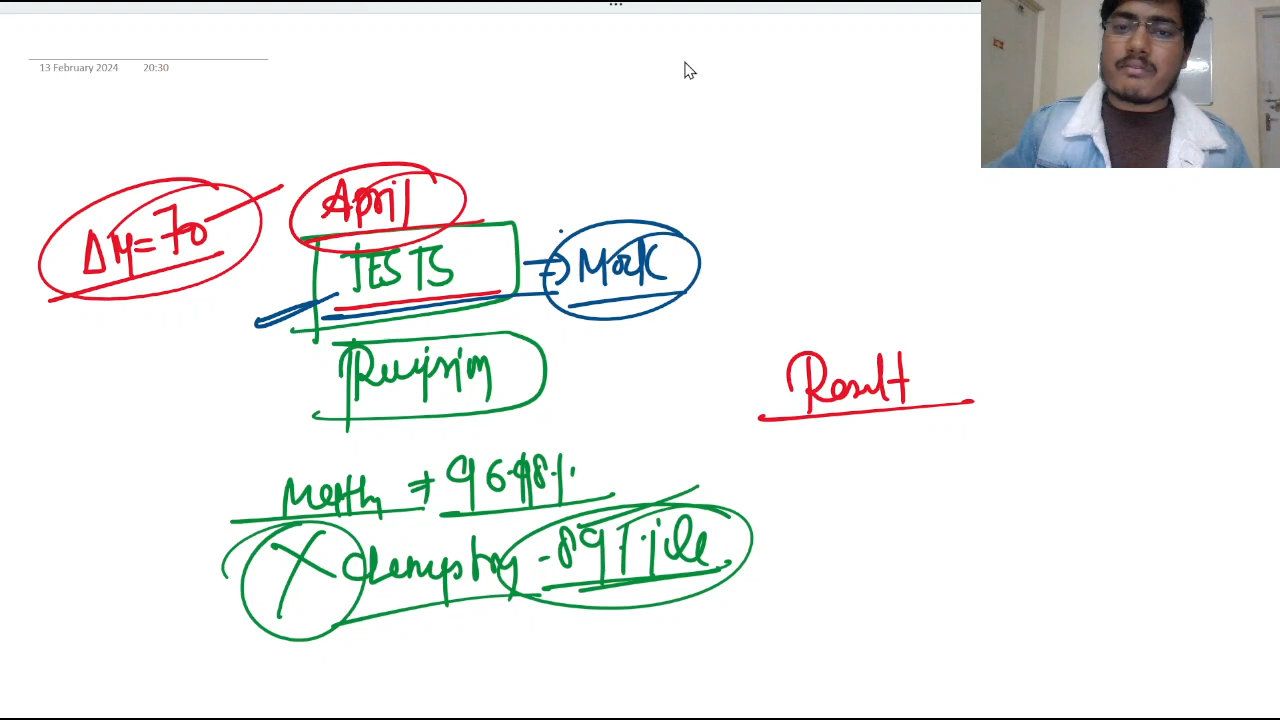 13 February 2024 20:30
April
ΔM = 70
TESTS ⇒ Mock
Revision
Result
Maths → 96.98%
X Chemistry - 89%ile